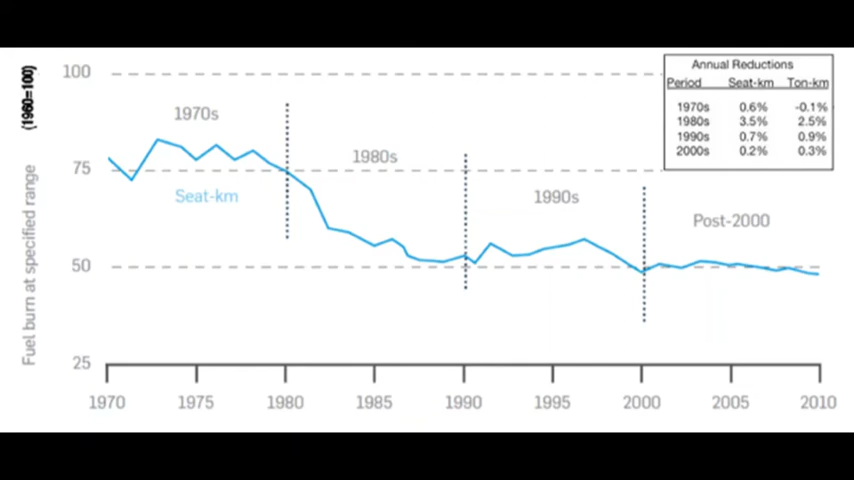 (1960=100)
Fuel burn at specified range
100
75
50
25
1970s
1980s
1990s
Post-2000
Seat-km
Annual Reductions
Period Seat-km Ton-km
1970s 0.6% -0.1%
1980s 3.5% 2.5%
1990s 0.7% 0.9%
2000s 0.2% 0.3%
1970 1975 1980 1985 1990 1995 2000 2005 2010